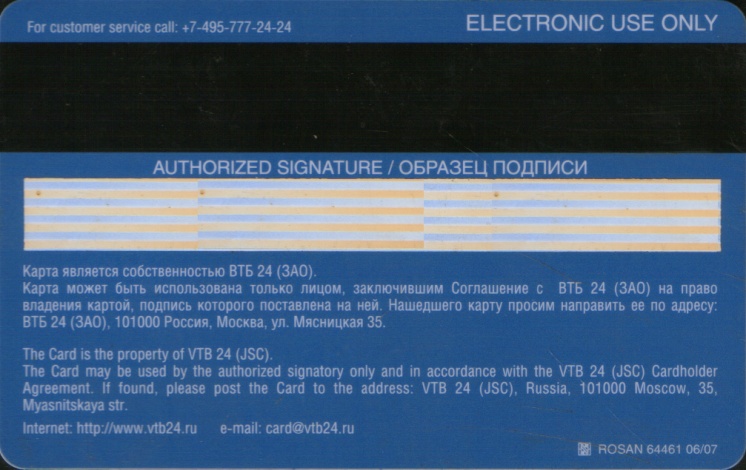 For customer service call: +7-495-777-24-24
ELECTRONIC USE ONLY
AUTHORIZED SIGNATURE / ОБРАЗЕЦ ПОДПИСИ
Карта является собственностью ВТБ 24 (ЗАО).
Карта может быть использована только лицом, заключившим Соглашение с ВТБ 24 (ЗАО) на право
владения картой, подпись которого поставлена на ней. Нашедшего карту просим направить ее по адресу:
ВТБ 24 (ЗАО), 101000 Россия, Москва, ул. Мясницкая 35.
The Card is the property of VTB 24 (JSC).
The Card may be used by the authorized signatory only and in accordance with the VTB 24 (JSC) Cardholder
Agreement. If found, please post the Card to the address: VTB 24 (JSC), Russia, 101000 Moscow, 35,
Myasnitskaya str.
Internet: http://www.vtb24.ru e-mail: card@vtb24.ru
ROSAN 64461 06/07